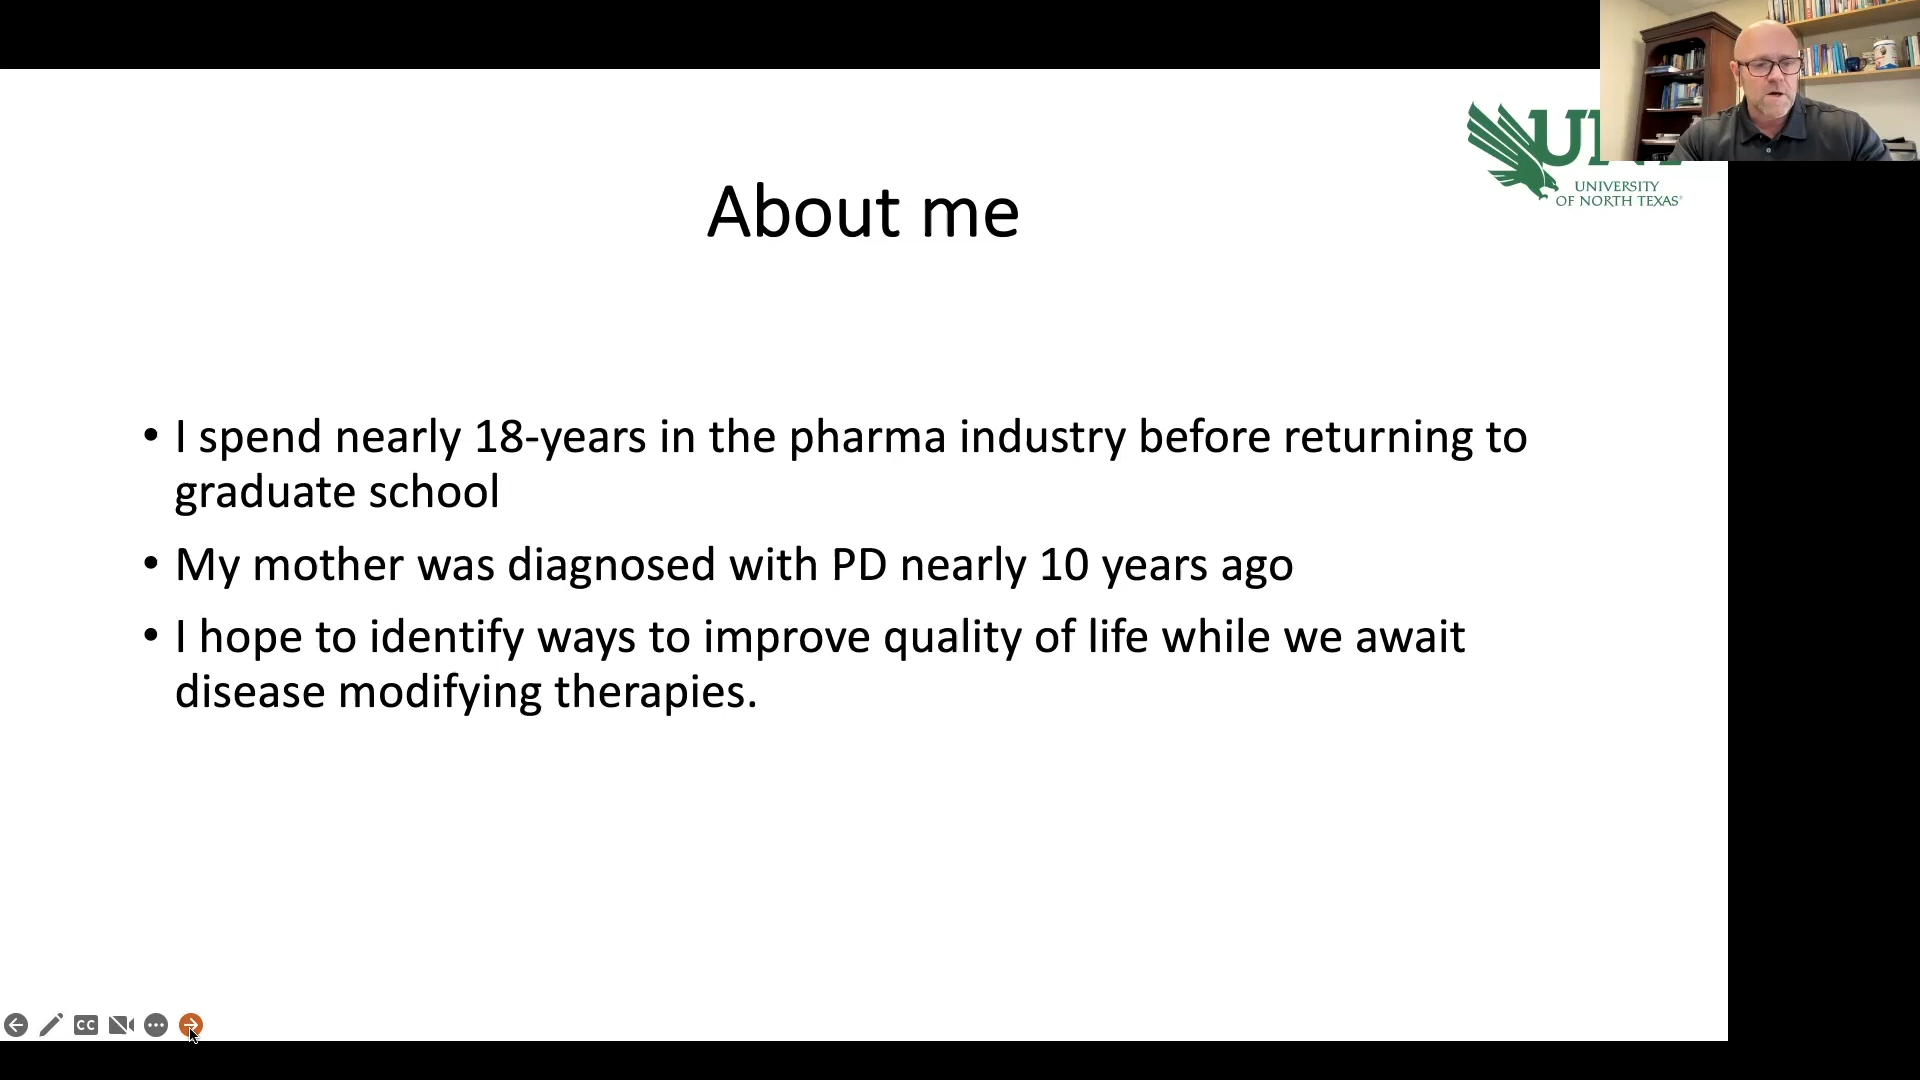 About me
UNIVERSITY
OF NORTH TEXAS
• I spend nearly 18-years in the pharma industry before returning to
graduate school
• My mother was diagnosed with PD nearly 10 years ago
• I hope to identify ways to improve quality of life while we await
disease modifying therapies.
CC